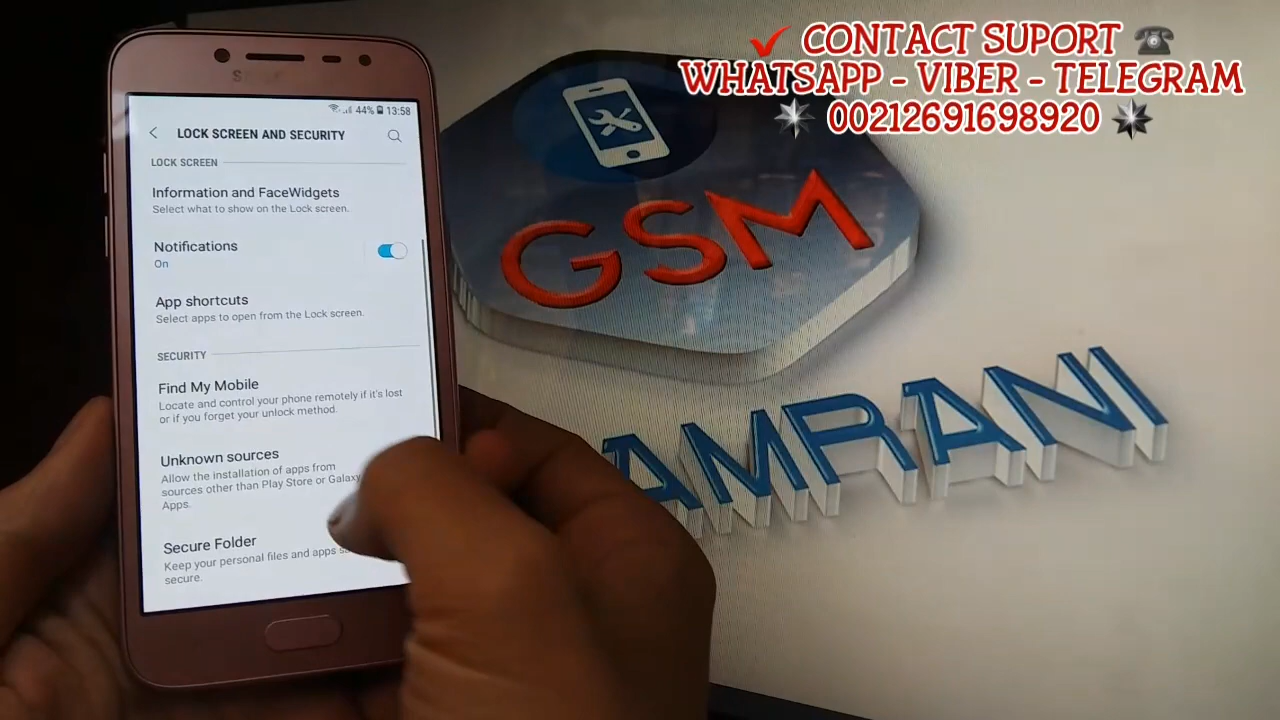 ✔ CONTACT SUPORT ☎
WHATSAPP - VIBER - TELEGRAM
00212691698920
44% 13:58
LOCK SCREEN AND SECURITY
LOCK SCREEN
Information and FaceWidgets
Select what to show on the Lock screen.
Notifications
On
App shortcuts
Select apps to open from the Lock screen.
SECURITY
Find My Mobile
Locate and control your phone remotely if it's lost
or if you forget your unlock method.
Unknown sources
Allow the installation of apps from
sources other than Play Store or Galaxy
Apps.
Secure Folder
Keep your personal files and apps
secure.
GSM
AMRANI